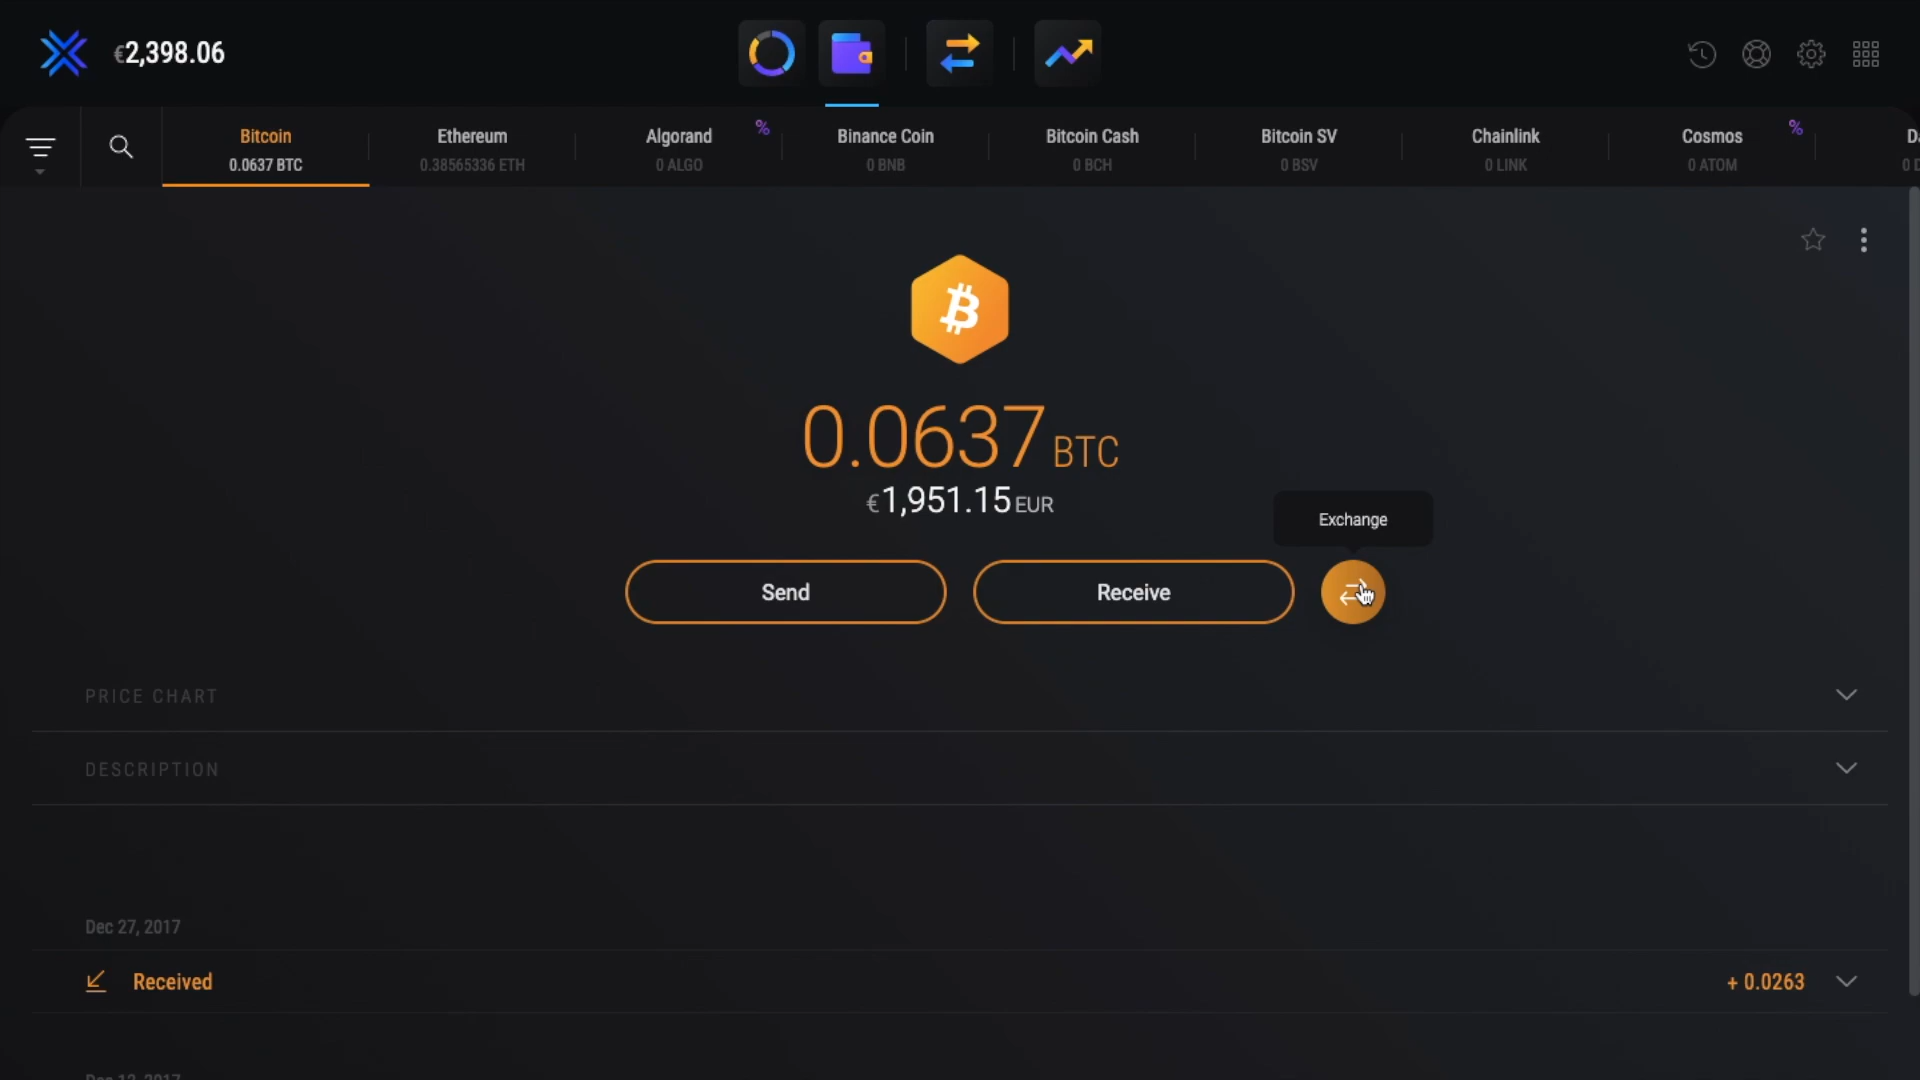 €2,398.06
Bitcoin
0.0637 BTC
Ethereum
0.38565336 ETH
Algorand
0 ALGO
%
Binance Coin
0 BNB
Bitcoin Cash
0 BCH
Bitcoin SV
0 BSV
Chainlink
0 LINK
Cosmos
0 ATOM
%
0.0637 BTC
€1,951.15 EUR
Exchange
Send
Receive
PRICE CHART
DESCRIPTION
Dec 27, 2017
Received
+ 0.0263